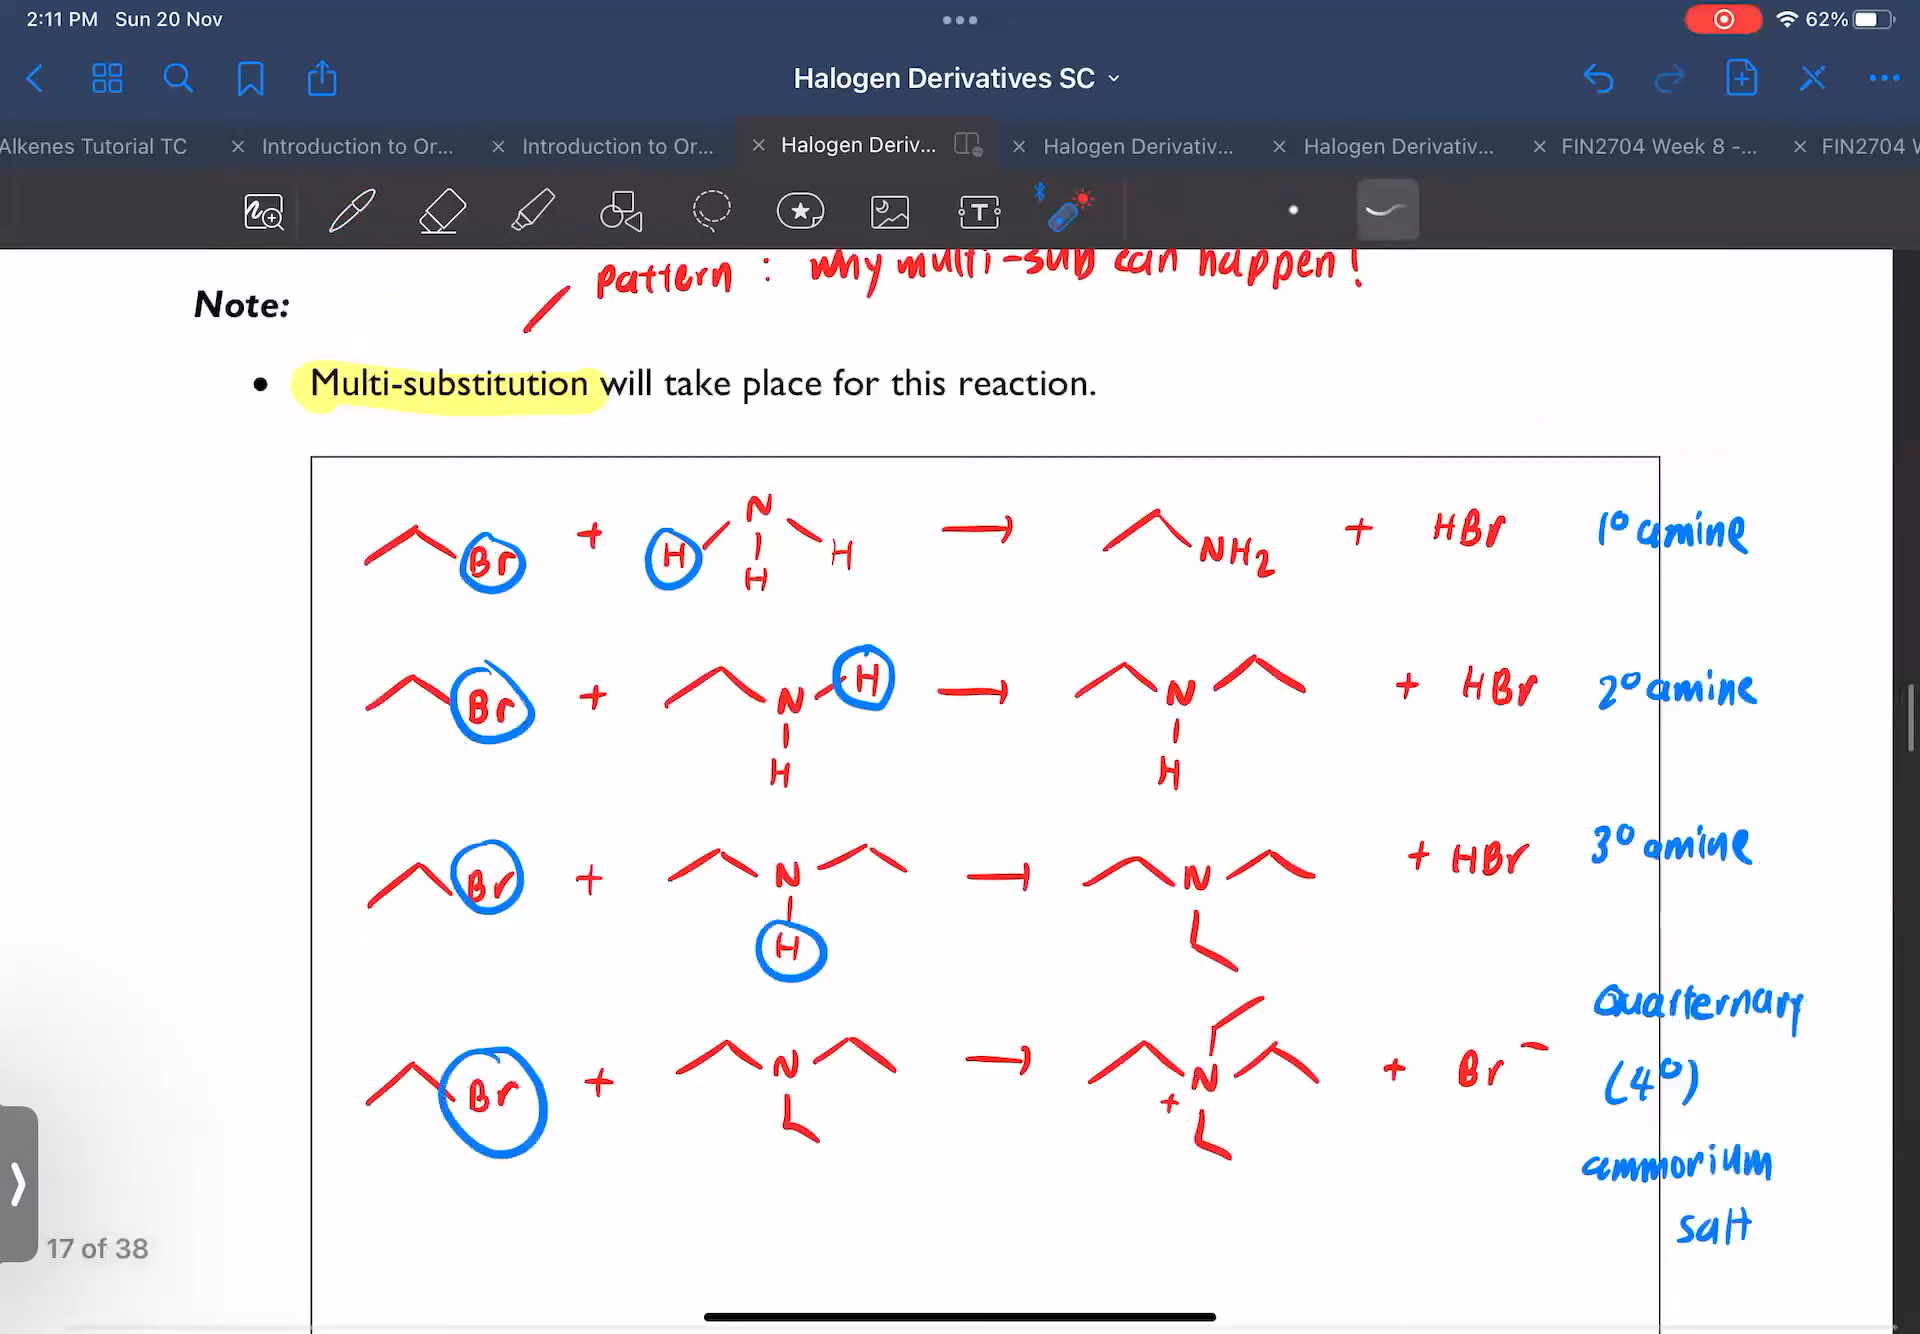 2:11 PM Sun 20 Nov
62%
Halogen Derivatives SC
Alkenes Tutorial TC
Introduction to Or...
Introduction to Or...
Halogen Deriv...
Halogen Derivativ...
Halogen Derivativ...
FIN2704 Week 8 -...
FIN2704 W
pattern : why multi-sub can happen!
Note:
• Multi-substitution will take place for this reaction.
Br + H N H H → NH2 + HBr 1° amine
Br + N H H → N H + HBr 2° amine
Br + N H → N + HBr 3° amine
Br + N → N + + Br − Quarternary
(4°)
ammorium
salt
17 of 38